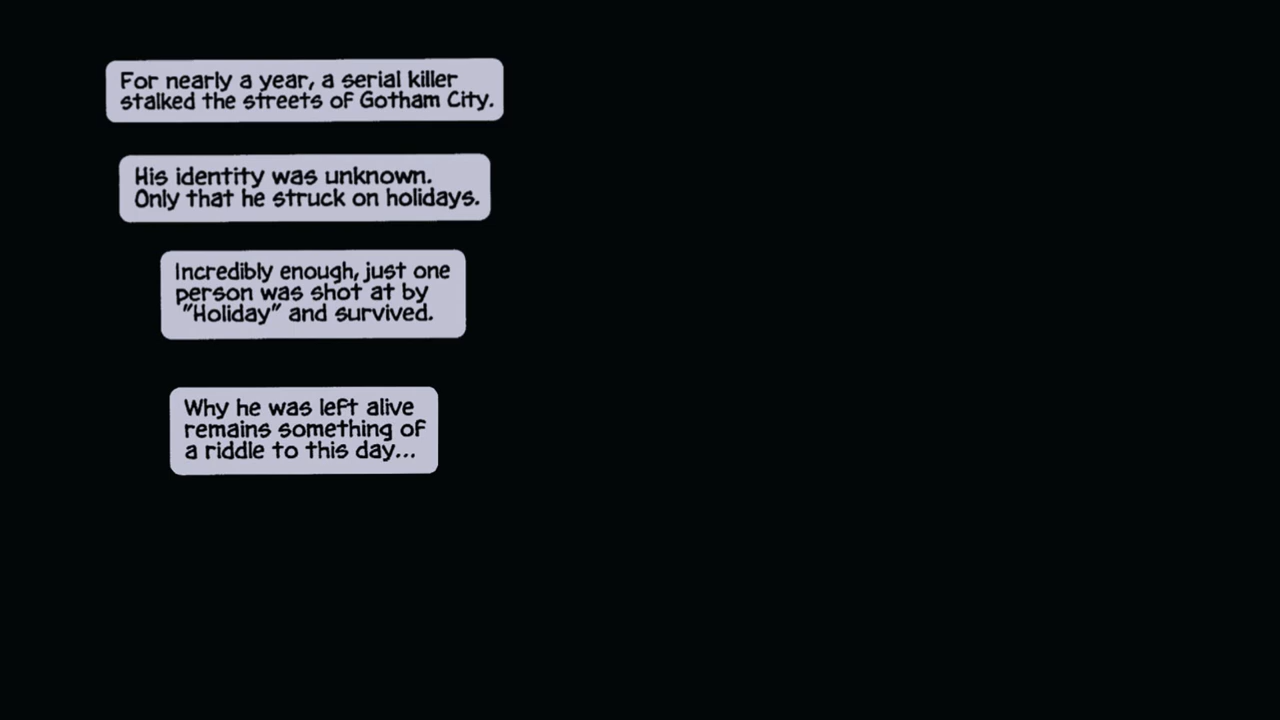 For nearly a year, a serial killer
stalked the streets of Gotham City.
His identity was unknown.
Only that he struck on holidays.
Incredibly enough, just one
person was shot at by
"Holiday" and survived.
Why he was left alive
remains something of
a riddle to this day...